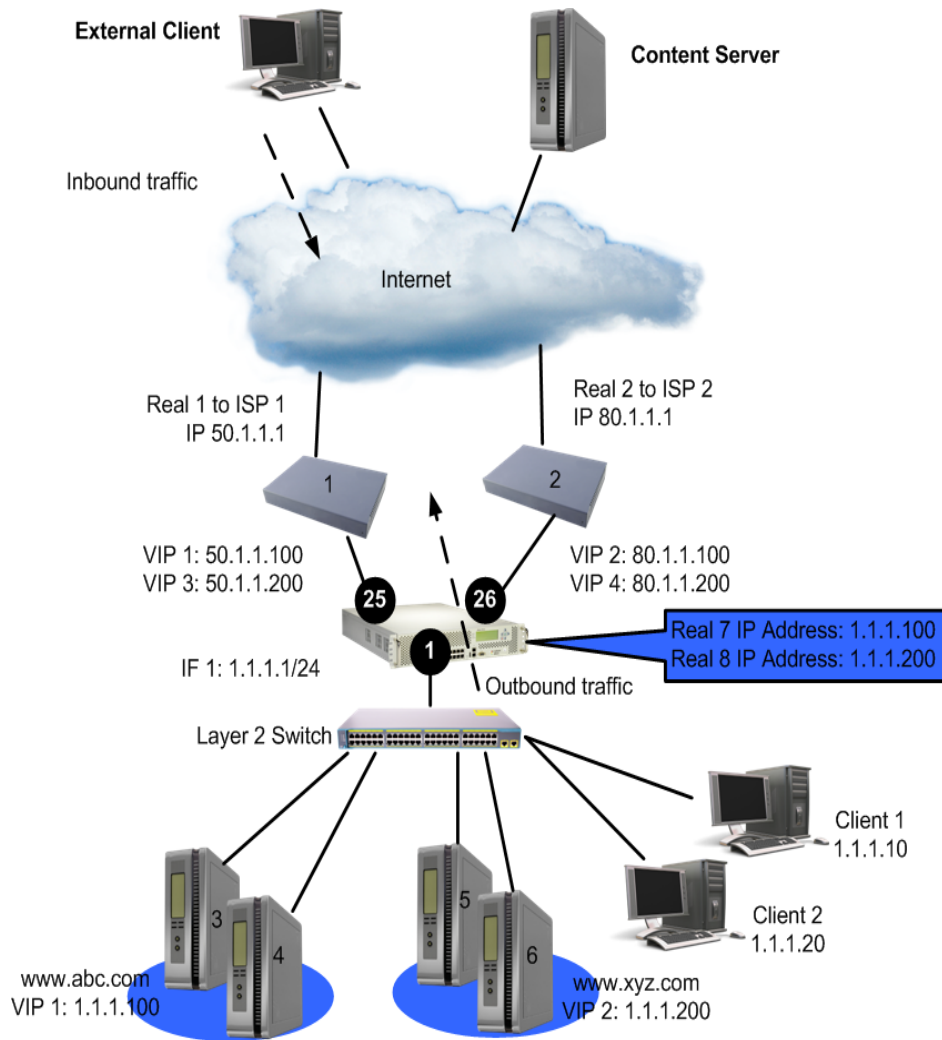 External Client
Content Server
Inbound traffic
Internet
Real 1 to ISP 1
IP 50.1.1.1
Real 2 to ISP 2
IP 80.1.1.1
1
2
VIP 1: 50.1.1.100
VIP 3: 50.1.1.200
VIP 2: 80.1.1.100
VIP 4: 80.1.1.200
25
26
1
Real 7 IP Address: 1.1.1.100
Real 8 IP Address: 1.1.1.200
IF 1: 1.1.1.1/24
Outbound traffic
Layer 2 Switch
Client 1
1.1.1.10
Client 2
1.1.1.20
3
4
5
6
www.abc.com
VIP 1: 1.1.1.100
www.xyz.com
VIP 2: 1.1.1.200